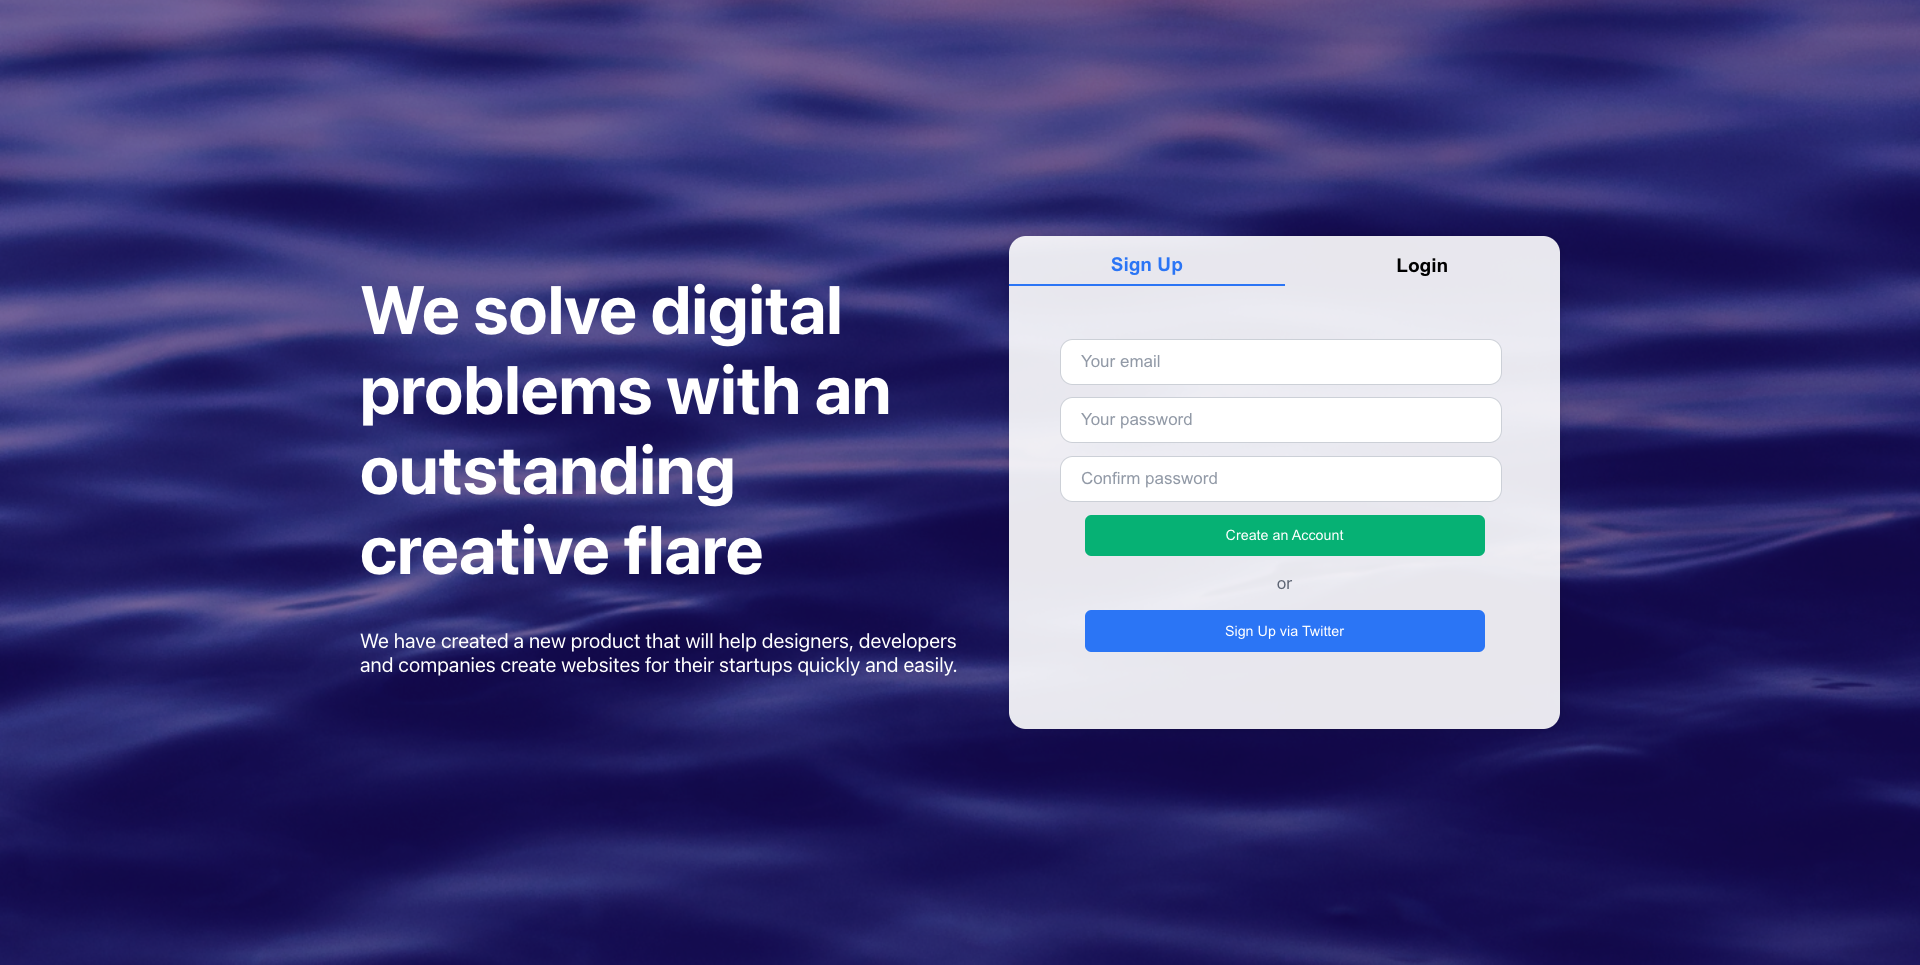 We solve digital
problems with an
outstanding
creative flare
We have created a new product that will help designers, developers
and companies create websites for their startups quickly and easily.
Sign Up
Login
Your email
Your password
Confirm password
Create an Account
or
Sign Up via Twitter